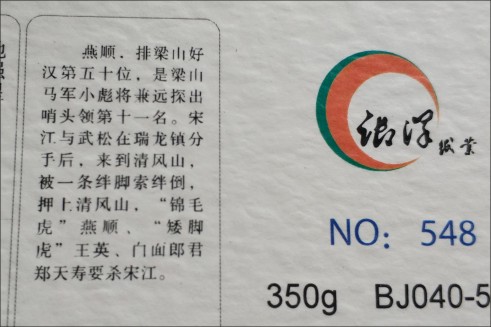 燕顺，排梁山好
汉第五十位，是梁山
马军小彪将兼远探出
哨头领第十一名。宋
江与武松在瑞龙镇分
手后，来到清风山，
被一条绊脚索绊倒，
押上清风山，“锦毛
虎”燕顺、“矮脚
虎”王英、门面郎君
郑天寿要杀宋江。
NO: 548
350g BJ040-5